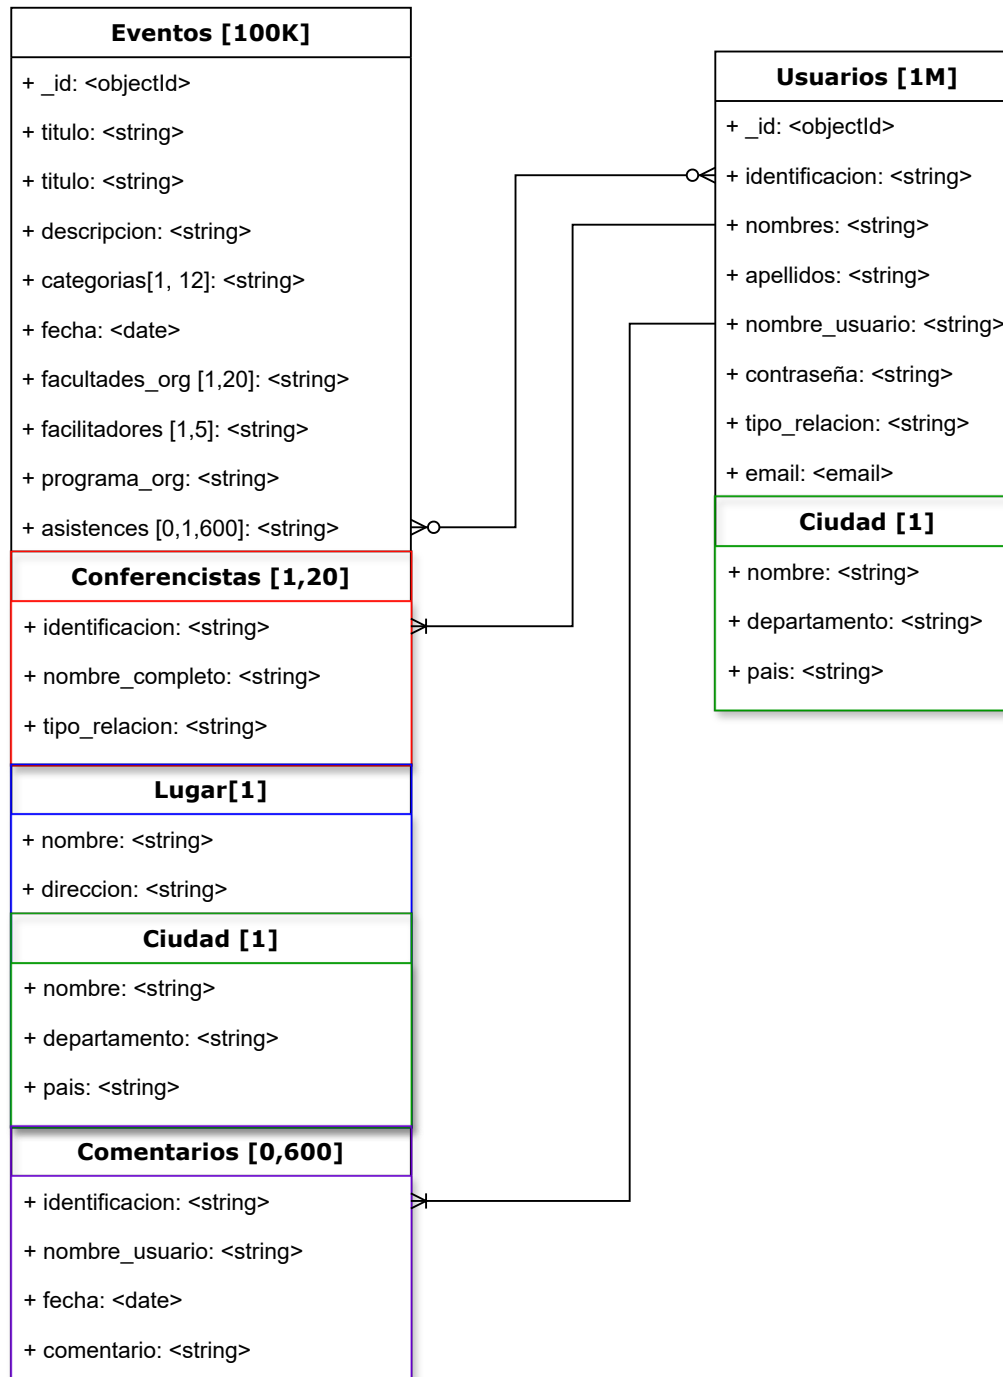 Eventos [100K]
+ _id: <objectId>
+ titulo: <string>
+ titulo: <string>
+ descripcion: <string>
+ categorias[1, 12]: <string>
+ fecha: <date>
+ facultades_org [1,20]: <string>
+ facilitadores [1,5]: <string>
+ programa_org: <string>
+ asistences [0,1,600]: <string>
Conferencistas [1,20]
+ identificacion: <string>
+ nombre_completo: <string>
+ tipo_relacion: <string>
Lugar[1]
+ nombre: <string>
+ direccion: <string>
Ciudad [1]
+ nombre: <string>
+ departamento: <string>
+ pais: <string>
Comentarios [0,600]
+ identificacion: <string>
+ nombre_usuario: <string>
+ fecha: <date>
+ comentario: <string>
Usuarios [1M]
+ _id: <objectId>
+ identificacion: <string>
+ nombres: <string>
+ apellidos: <string>
+ nombre_usuario: <string>
+ contraseña: <string>
+ tipo_relacion: <string>
+ email: <email>
Ciudad [1]
+ nombre: <string>
+ departamento: <string>
+ pais: <string>